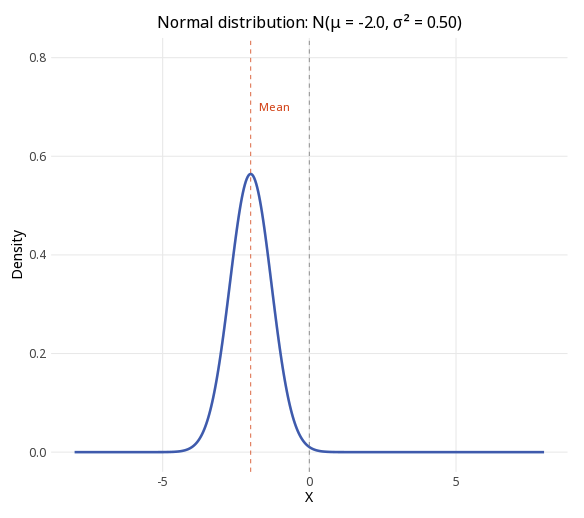 Normal distribution: N(μ = -2.0, σ² = 0.50)
0.8
Mean
0.6
0.4
Density
0.2
0.0
-5
0
5
X